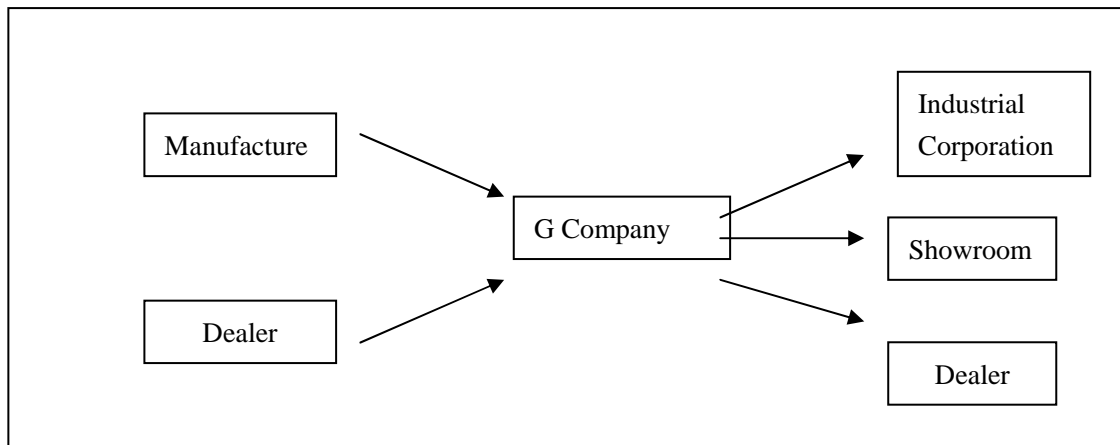 Manufacture
Dealer
G Company
Industrial
Corporation
Showroom
Dealer